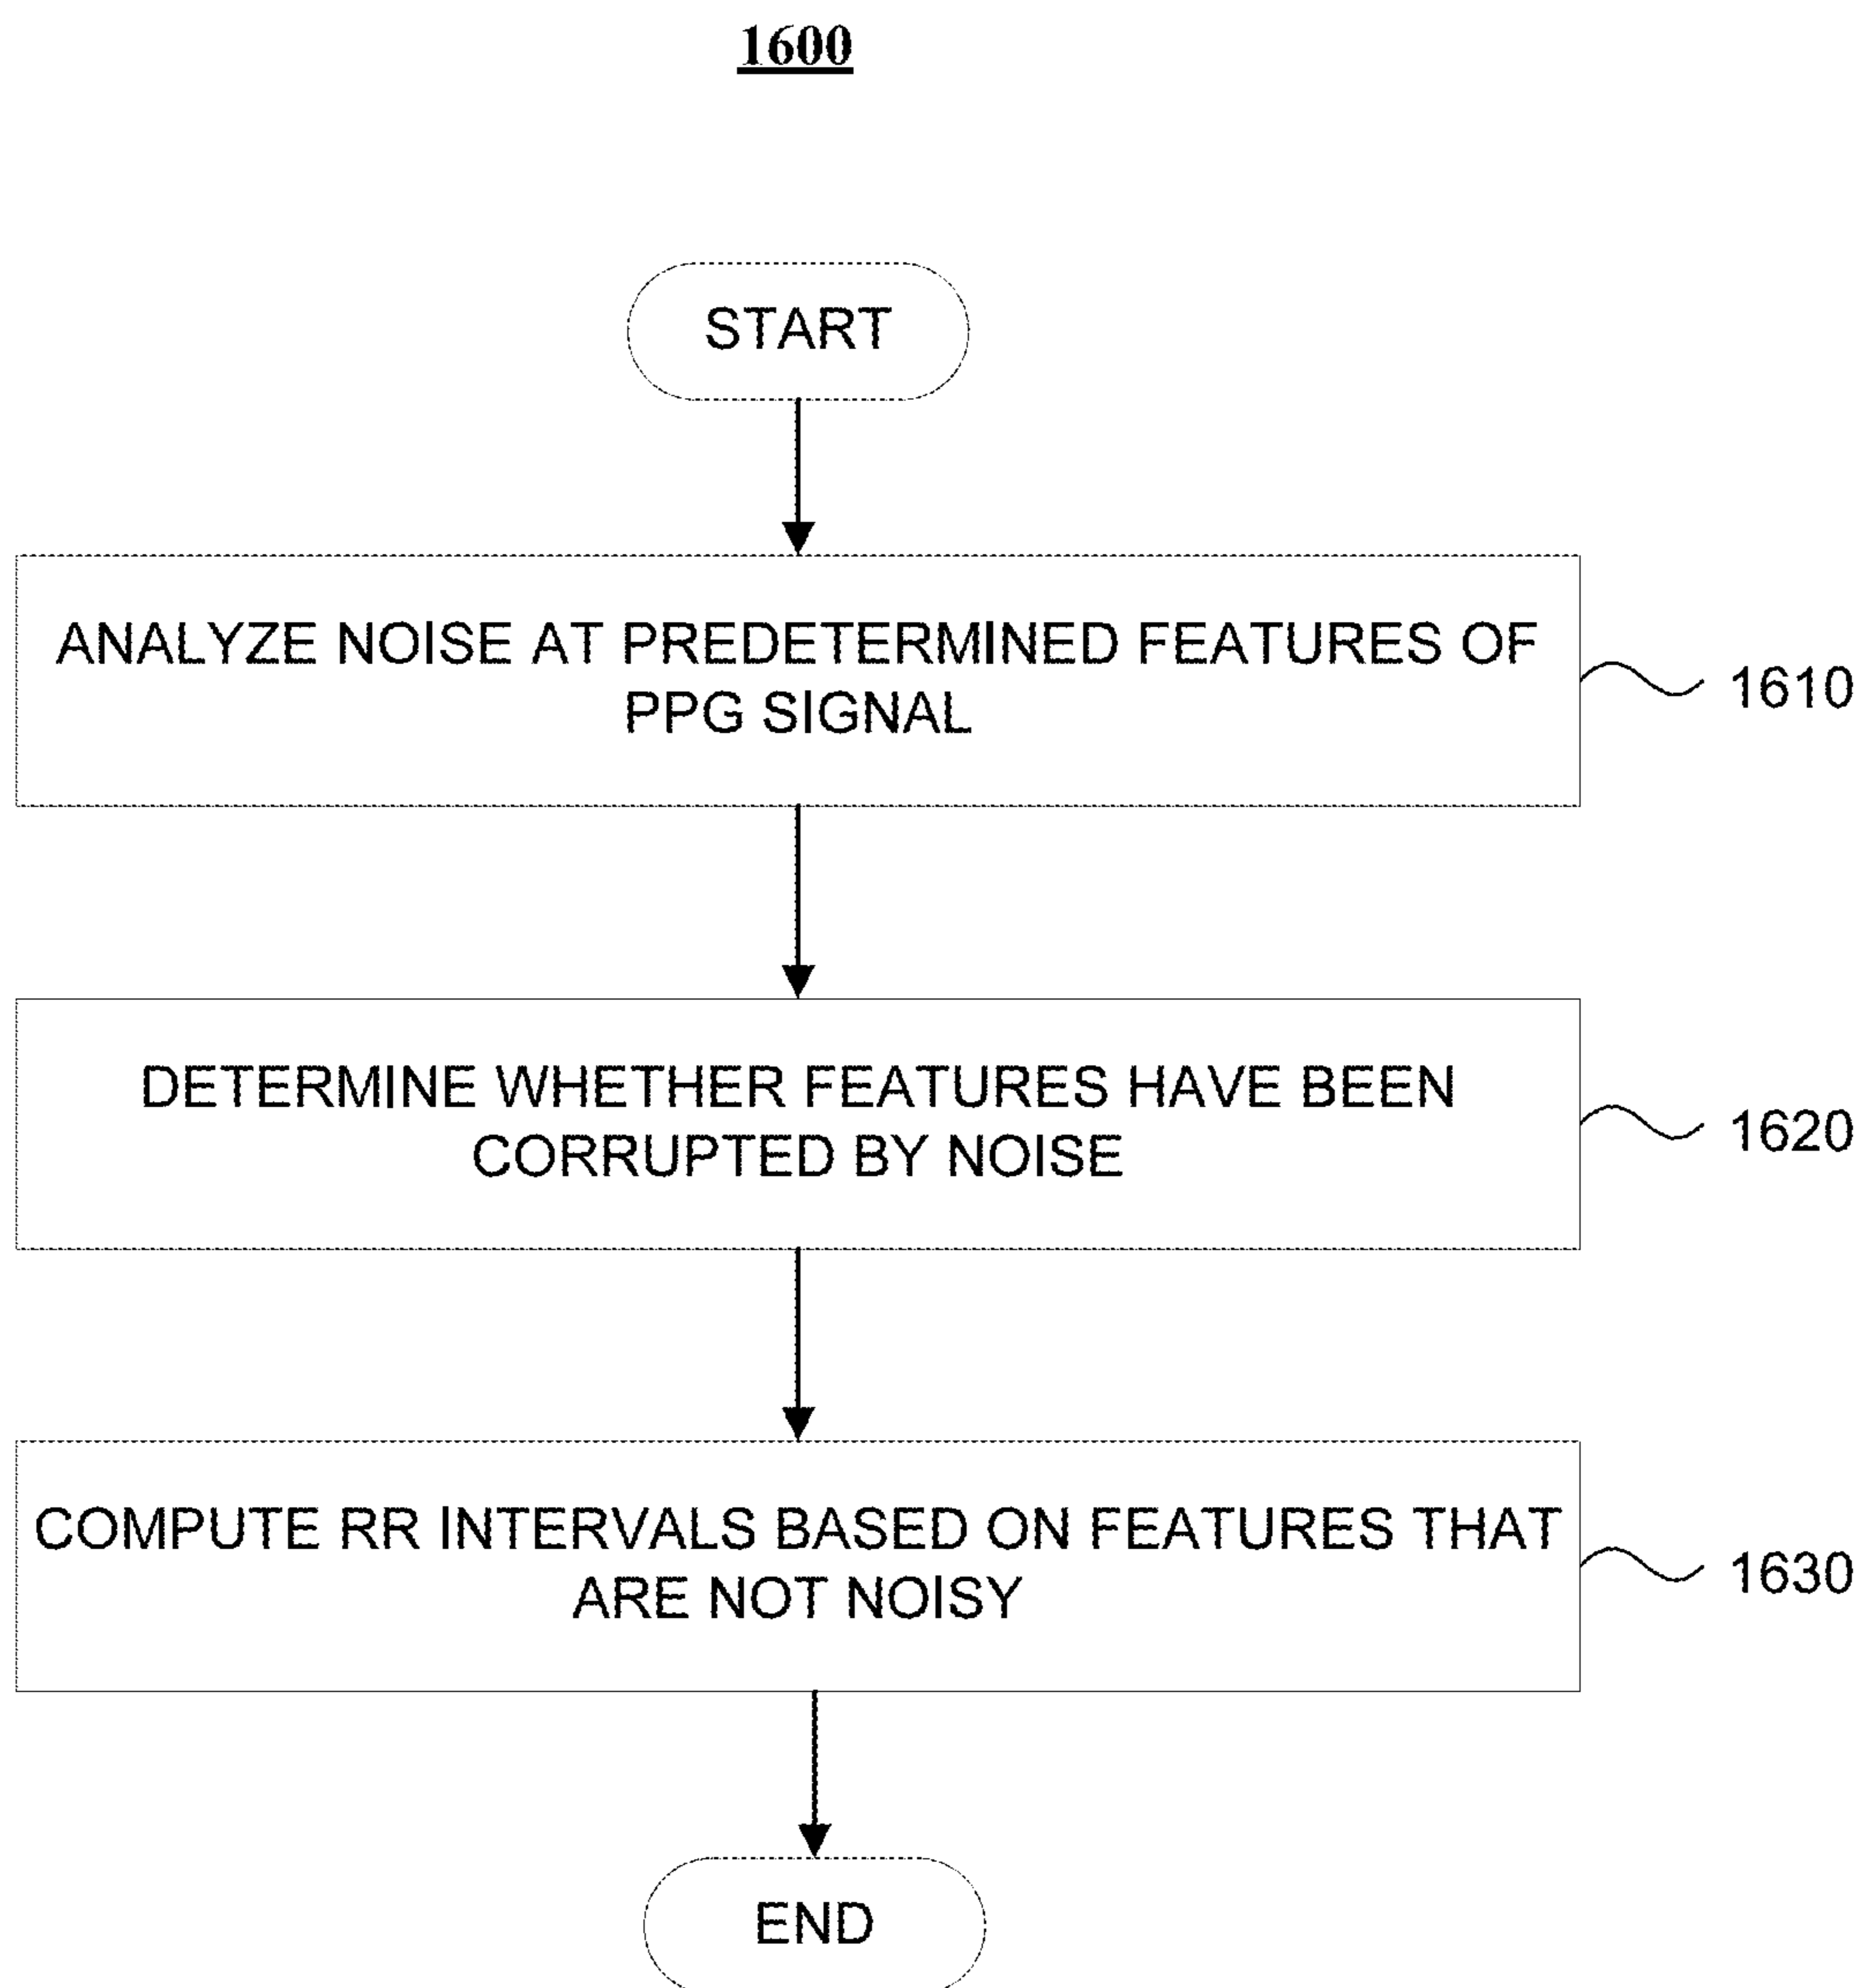 1600
START
ANALYZE NOISE AT PREDETERMINED FEATURES OF
PPG SIGNAL
1610
DETERMINE WHETHER FEATURES HAVE BEEN
CORRUPTED BY NOISE
1620
COMPUTE RR INTERVALS BASED ON FEATURES THAT
ARE NOT NOISY
1630
END